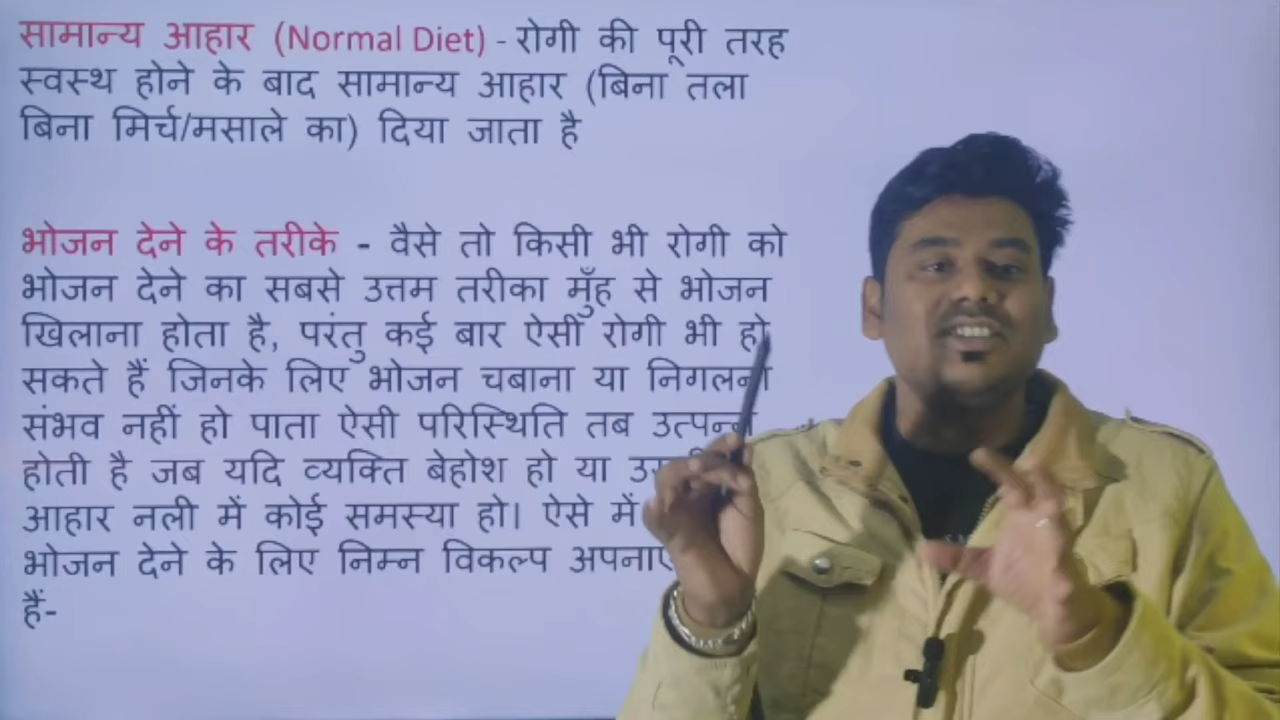 सामान्य आहार (Normal Diet) - रोगी की पूरी तरह
स्वस्थ होने के बाद सामान्य आहार (बिना तला
बिना मिर्च/मसाले का) दिया जाता है
भोजन देने के तरीके - वैसे तो किसी भी रोगी को
भोजन देने का सबसे उत्तम तरीका मुँह से भोजन
खिलाना होता है, परंतु कई बार ऐसी रोगी भी हो
सकते हैं जिनके लिए भोजन चबाना या निगलना
संभव नहीं हो पाता ऐसी परिस्थिति तब उत्पन्न
होती है जब यदि व्यक्ति बेहोश हो या
आहार नली में कोई समस्या हो। ऐसे में
भोजन देने के लिए निम्न विकल्प
हैं-